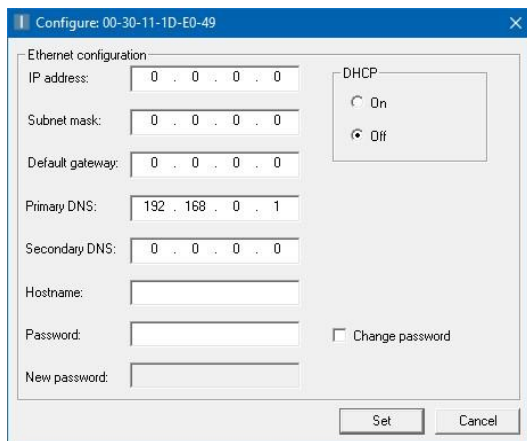 Configure: 00-30-11-1D-E0-49
Ethernet configuration
IP address: 0 . 0 . 0 . 0
DHCP
On
Subnet mask: 0 . 0 . 0 . 0
Off
Default gateway: 0 . 0 . 0 . 0
Primary DNS: 192 . 168 . 0 . 1
Secondary DNS: 0 . 0 . 0 . 0
Hostname:
Password:
Change password
New password:
Set
Cancel